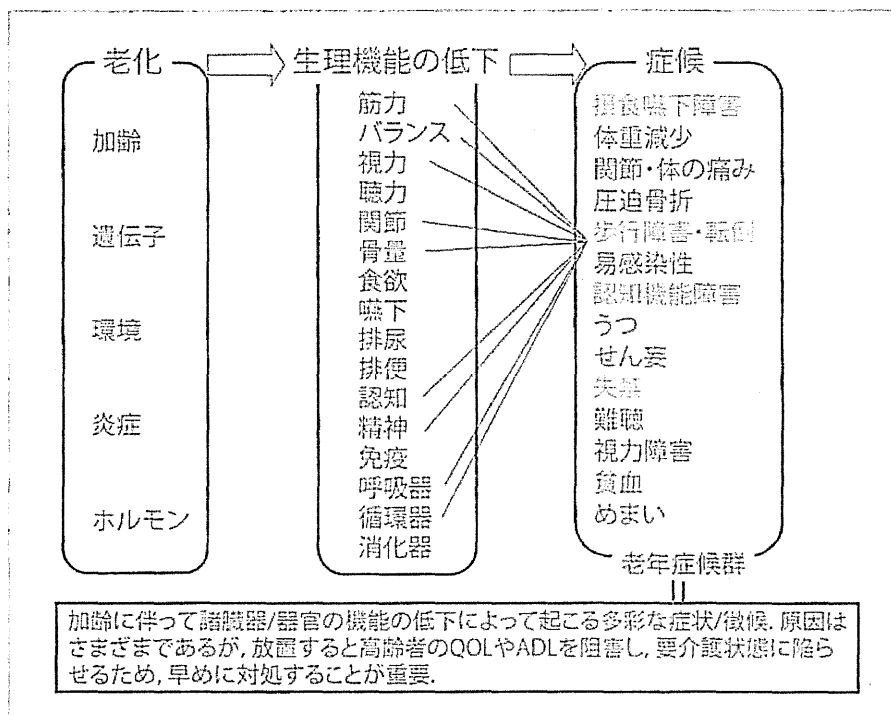 老化
生理機能の低下
症候
加齢
遺伝子
環境
炎症
ホルモン
筋力
バランス
視力
聴力
関節
骨量
食欲
嚥下
排尿
排便
認知
精神
免疫
呼吸器
循環器
消化器
摂食嚥下障害
体重減少
関節・体の痛み
圧迫骨折
歩行障害・転倒
易感染性
認知機能障害
うつ
せん妄
失禁
難聴
視力障害
貧血
めまい
老年症候群
加齢に伴って諸臓器/器官の機能の低下によって起こる多彩な症状/徴候. 原因は
さまざまであるが, 放置すると高齢者のQOLやADLを阻害し, 要介護状態に陥ら
せるため, 早めに対処することが重要.